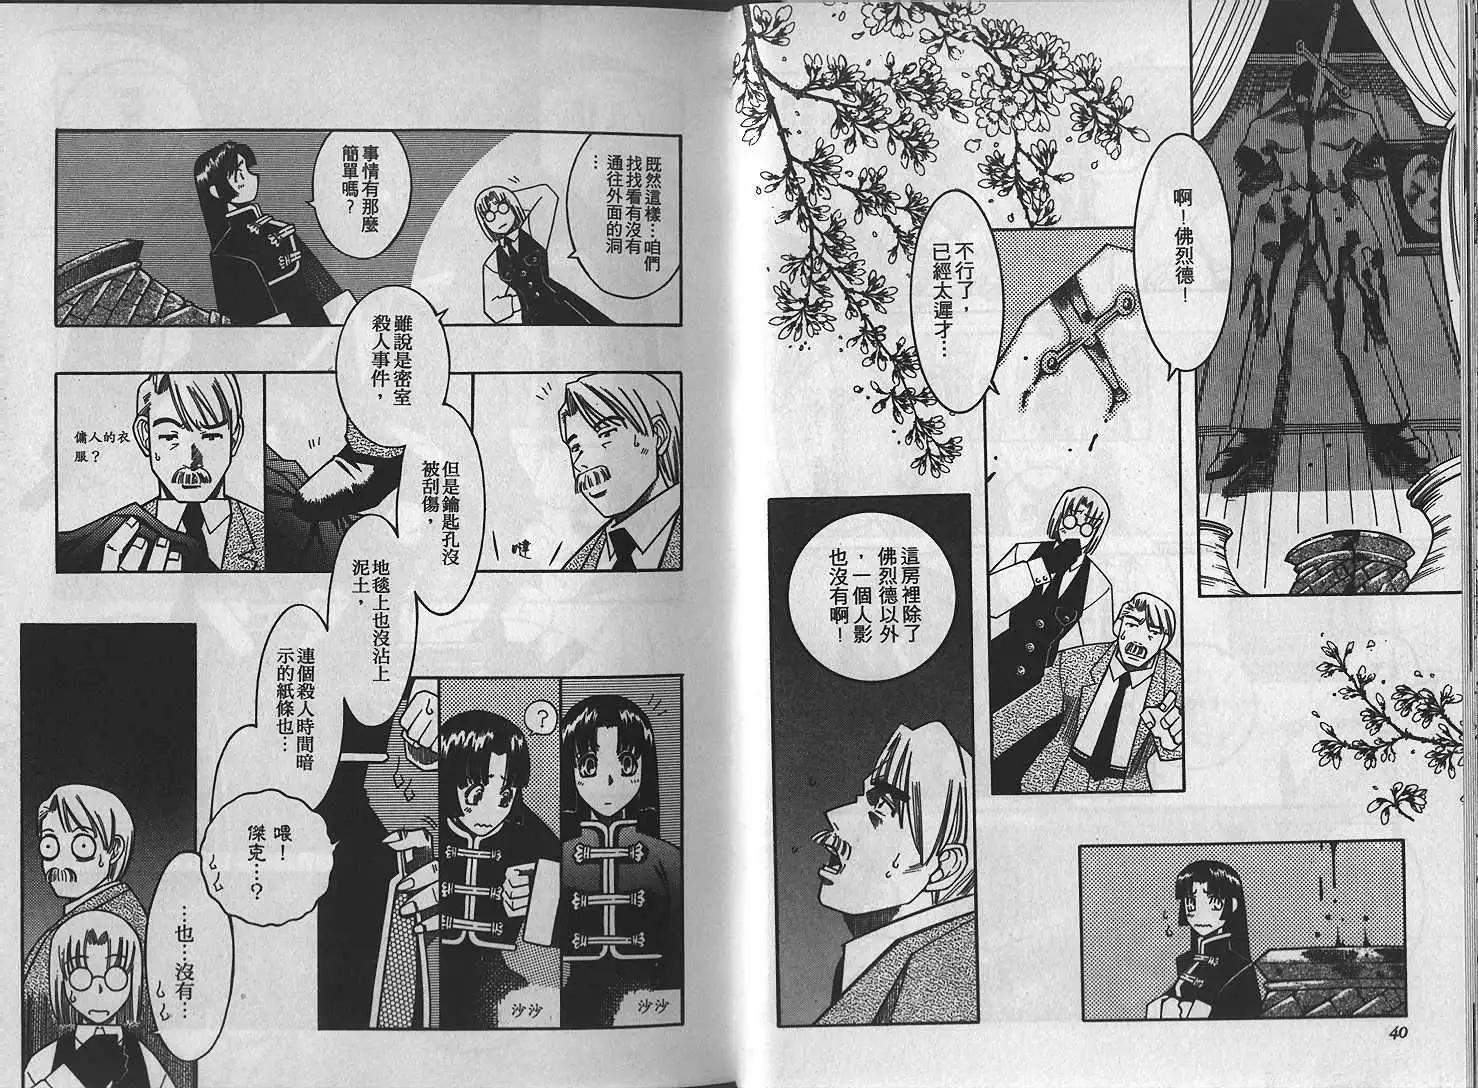 啊！佛烈德！
不行了，
已經太遲才…
這房裡除了
佛烈德以外
，一個人影
也沒有啊！
40
既然這樣…咱們
找找看有沒有
通往外面的洞
…
事情有那麼
簡單嗎？
雖說是密室
殺人事件，
但是鑰匙孔沒
被刮傷，
噠
傭人的衣
服？
地毯上也沒沾上
泥土，
連個殺人時間暗
示的紙條也…
？
沙沙
沙沙
喂！
傑克…？
…也…沒有…